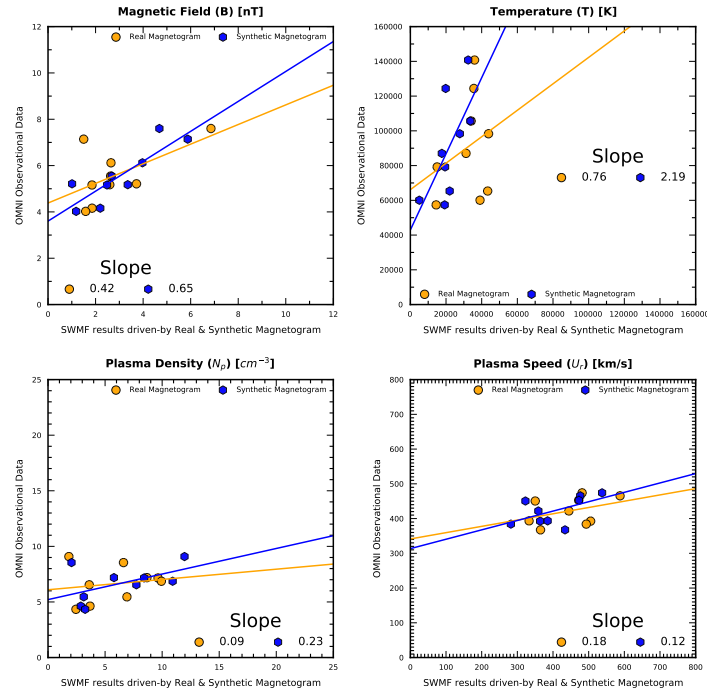 Magnetic Field (B) [nT]
Real Magnetogram Synthetic Magnetogram
OMNI Observational Data
12
10
8
6
4
2
0
Slope
0.42 0.65
0 2 4 6 8 10 12
SWMF results driven-by Real & Synthetic Magnetogram
Temperature (T) [K]
OMNI Observational Data
160000
140000
120000
100000
80000
60000
40000
20000
0
Slope
0.76 2.19
Real Magnetogram Synthetic Magnetogram
0 20000 40000 60000 80000 100000 120000 140000 16000
SWMF results driven-by Real & Synthetic Magnetogram
Plasma Density (Np) [cm−3]
Real Magnetogram Synthetic Magnetogram
OMNI Observational Data
25
20
15
10
5
0
Slope
0.09 0.23
0 5 10 15 20 25
SWMF results driven-by Real & Synthetic Magnetogram
Plasma Speed (Ur) [km/s]
Real Magnetogram Synthetic Magnetogram
OMNI Observational Data
800
700
600
500
400
300
200
100
0
Slope
0.18 0.12
0 100 200 300 400 500 600 700 800
SWMF results driven-by Real & Synthetic Magnetogram